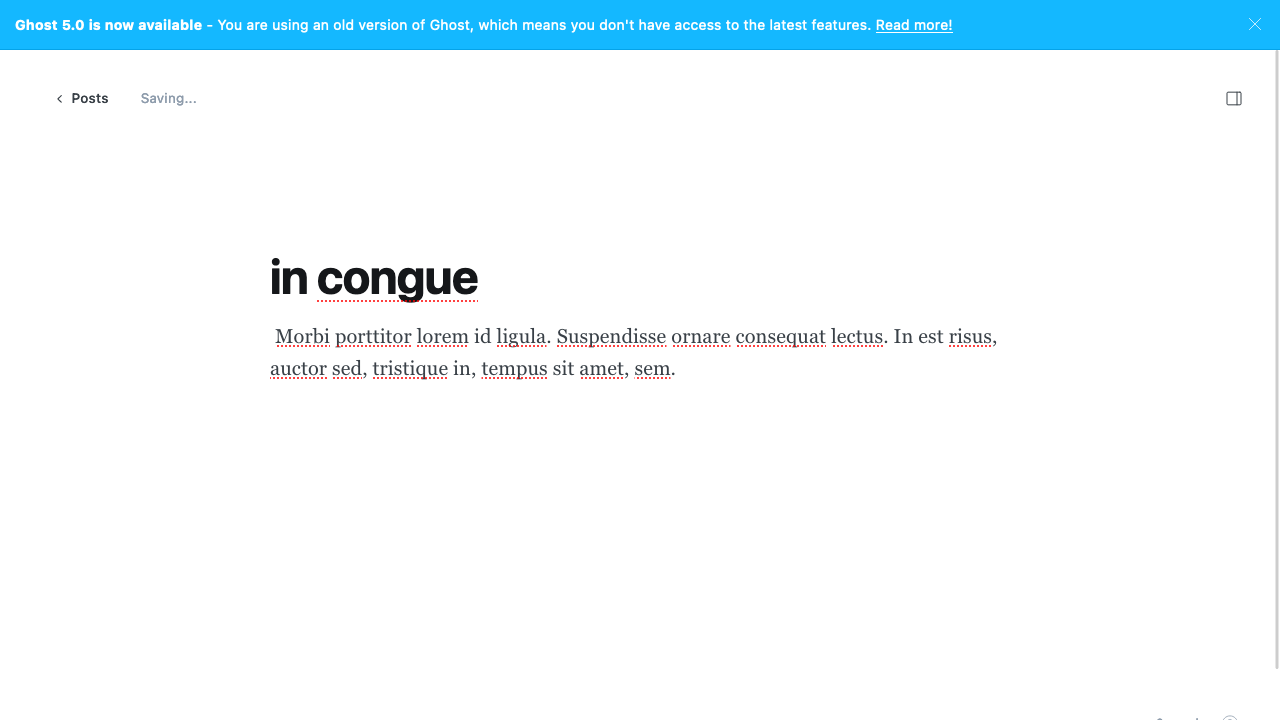 Ghost 5.0 is now available - You are using an old version of Ghost, which means you don't have access to the latest features. Read more!
Posts Saving...
in congue
Morbi porttitor lorem id ligula. Suspendisse ornare consequat lectus. In est risus,
auctor sed, tristique in, tempus sit amet, sem.